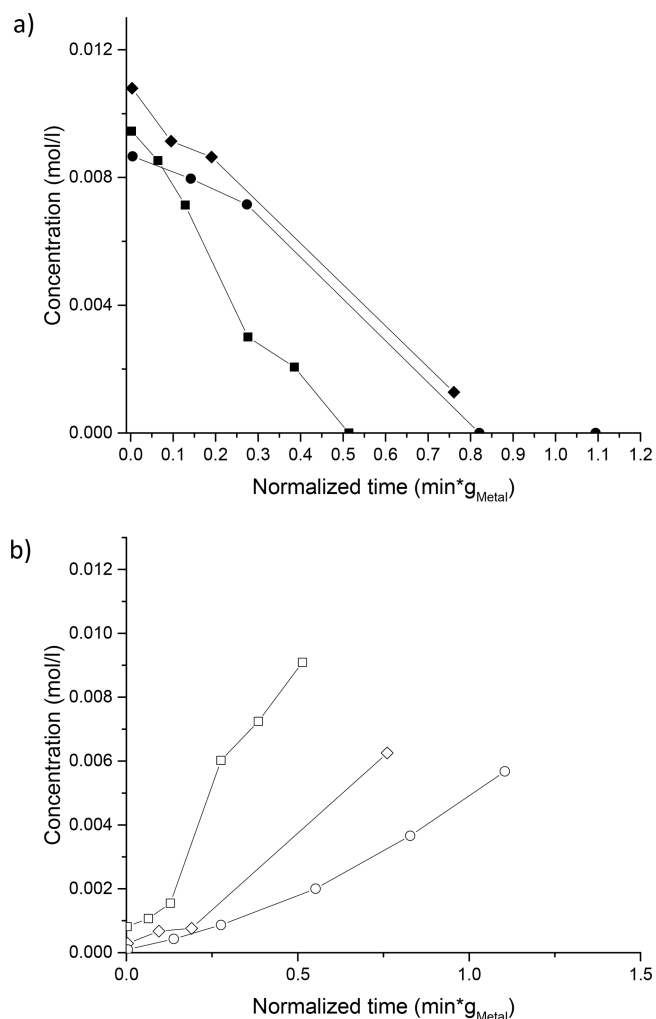 a)
0.012
0.008
0.004
0.000
Concentration (mol/l)
0.0 0.1 0.2 0.3 0.4 0.5 0.6 0.7 0.8 0.9 1.0 1.1 1.2
Normalized time (min*gMetal)
b)
0.012
0.010
0.008
0.006
0.004
0.002
0.000
Concentration (mol/l)
0.0 0.5 1.0 1.5
Normalized time (min*gMetal)